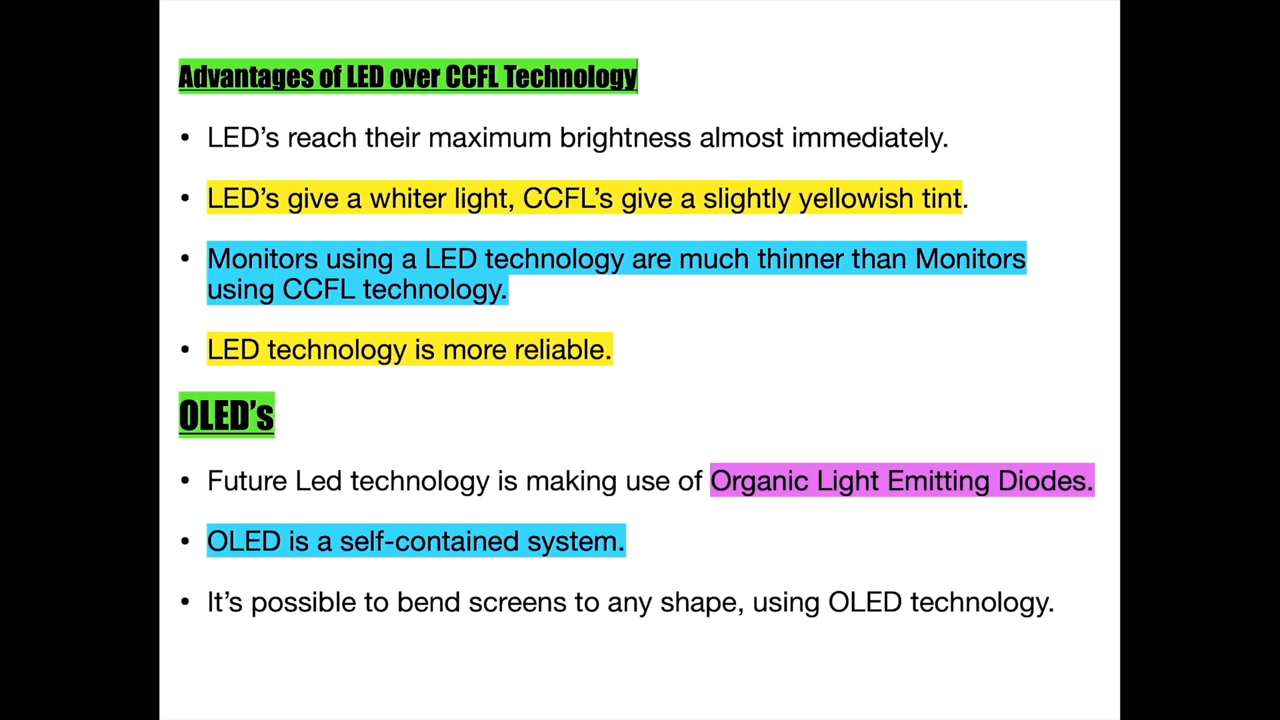 Advantages of LED over CCFL Technology
• LED’s reach their maximum brightness almost immediately.
• LED’s give a whiter light, CCFL’s give a slightly yellowish tint.
• Monitors using a LED technology are much thinner than Monitors
using CCFL technology.
• LED technology is more reliable.
OLED’s
• Future Led technology is making use of Organic Light Emitting Diodes.
• OLED is a self-contained system.
• It’s possible to bend screens to any shape, using OLED technology.